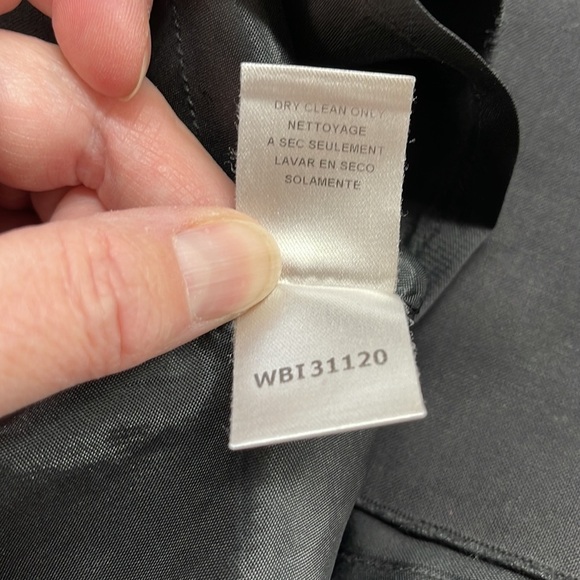 DRY CLEAN ONLY
NETTOYAGE
A SEC SEULEMENT
LAVAR EN SECO
SOLAMENTE
WBI31120